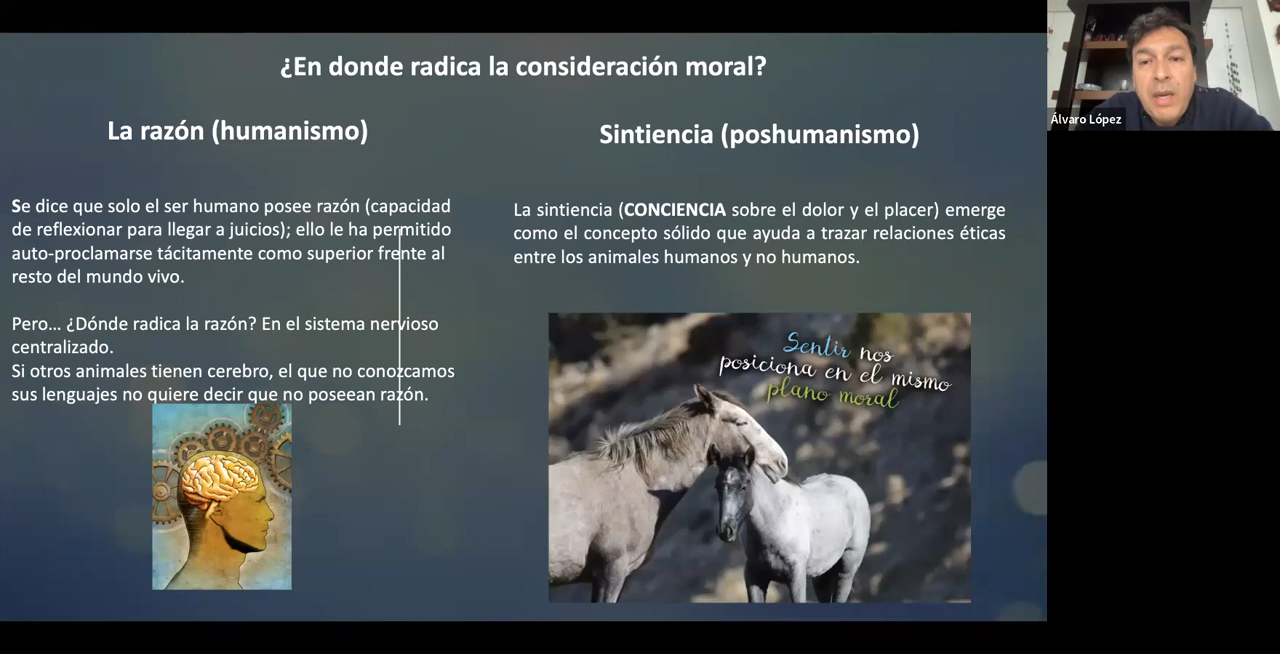 ¿En donde radica la consideración moral?
La razón (humanismo)
Se dice que solo el ser humano posee razón (capacidad
de reflexionar para llegar a juicios); ello le ha permitido
auto-proclamarse tácitamente como superior frente al
resto del mundo vivo.
Pero... ¿Dónde radica la razón? En el sistema nervioso
centralizado.
Si otros animales tienen cerebro, el que no conozcamos
sus lenguajes no quiere decir que no poseean razón.
Sintiencia (poshumanismo)
La sintiencia (CONCIENCIA sobre el dolor y el placer) emerge
como el concepto sólido que ayuda a trazar relaciones éticas
entre los animales humanos y no humanos.
Sentir nos
posiciona en el mismo
plano moral
Álvaro López